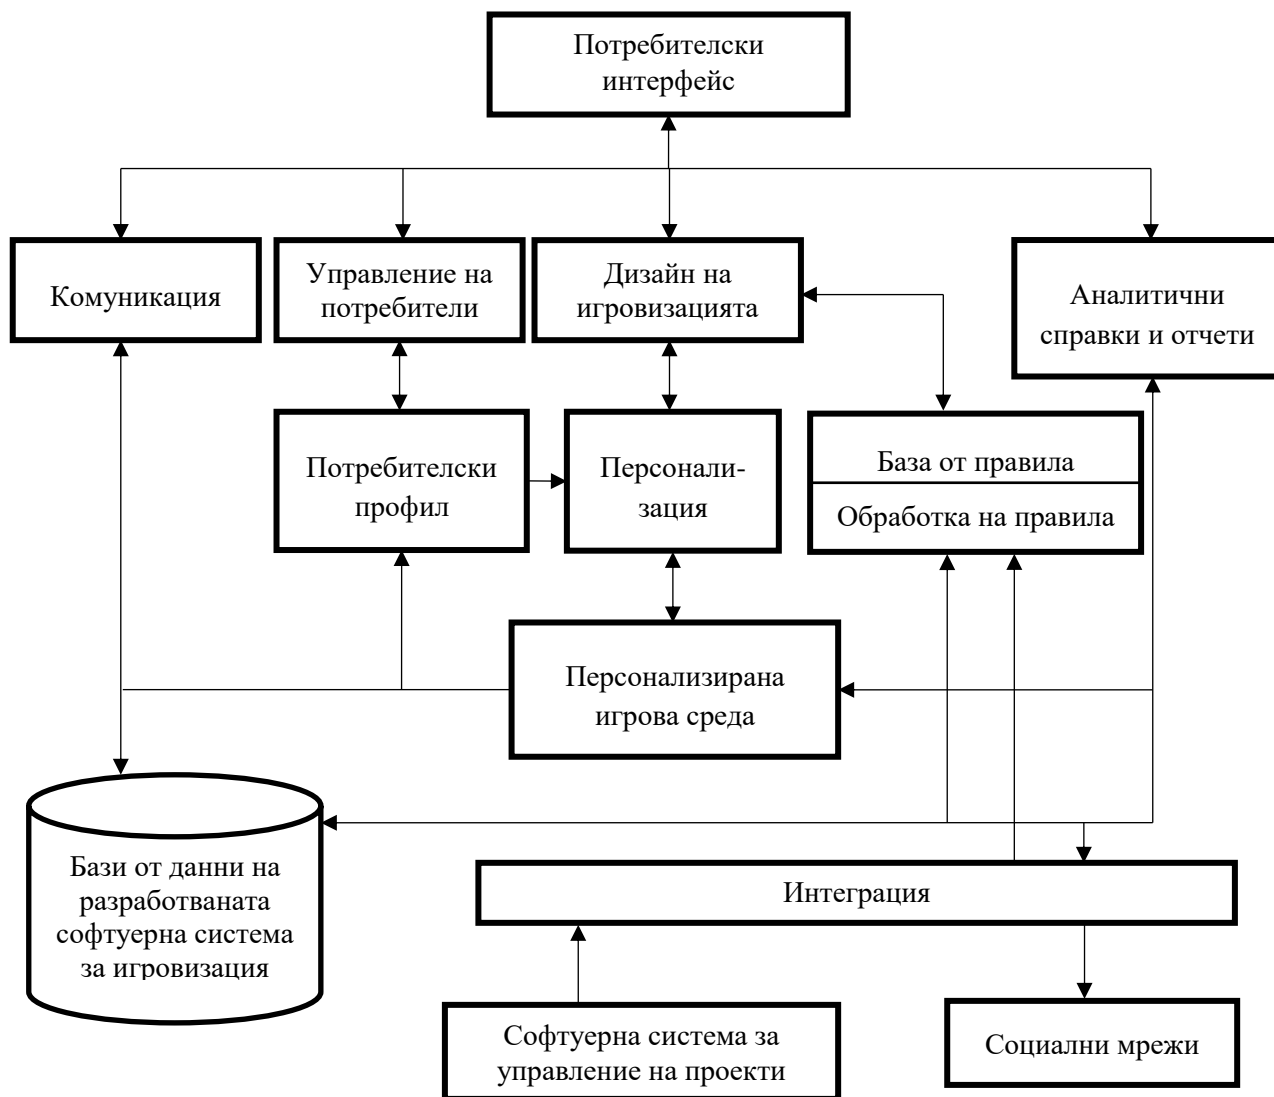 Потребителски
интерфейс
Комуникация
Управление на
потребители
Дизайн на
игровизацията
Аналитични
справки и отчети
Потребителски
профил
Персонали-
зация
База от правила
Обработка на правила
Персонализирана
игрова среда
Бази от данни на
разработваната
софтуерна система
за игровизация
Интеграция
Софтуерна система за
управление на проекти
Социални мрежи